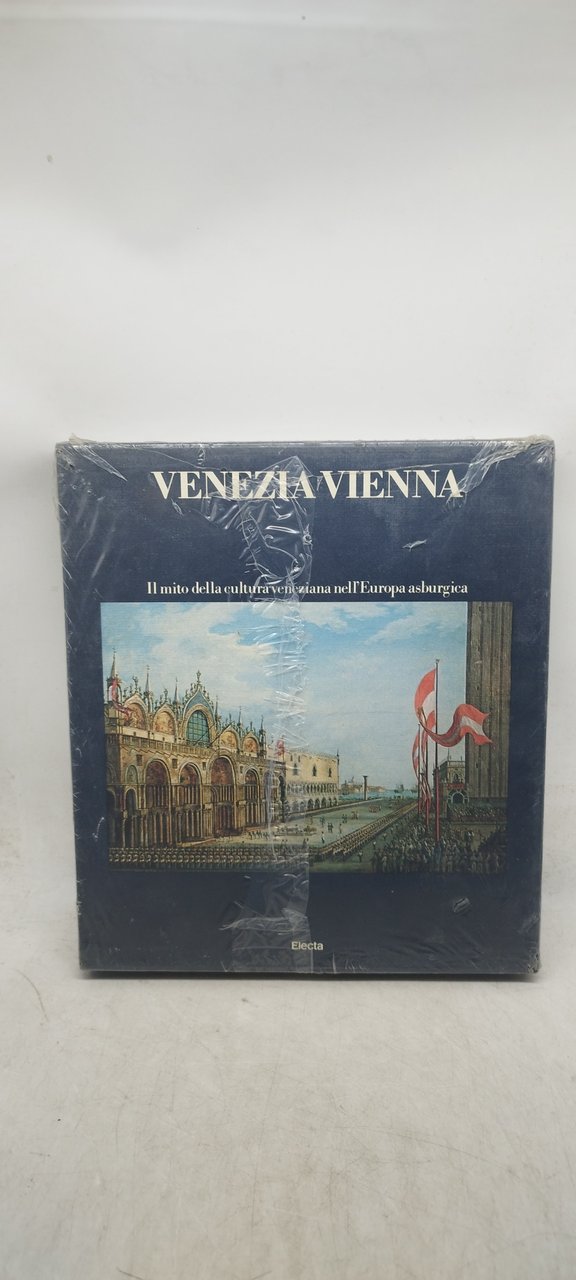 VENEZIA VIENNA
Il mito della cultura veneziana nell'Europa asburgica
Electa